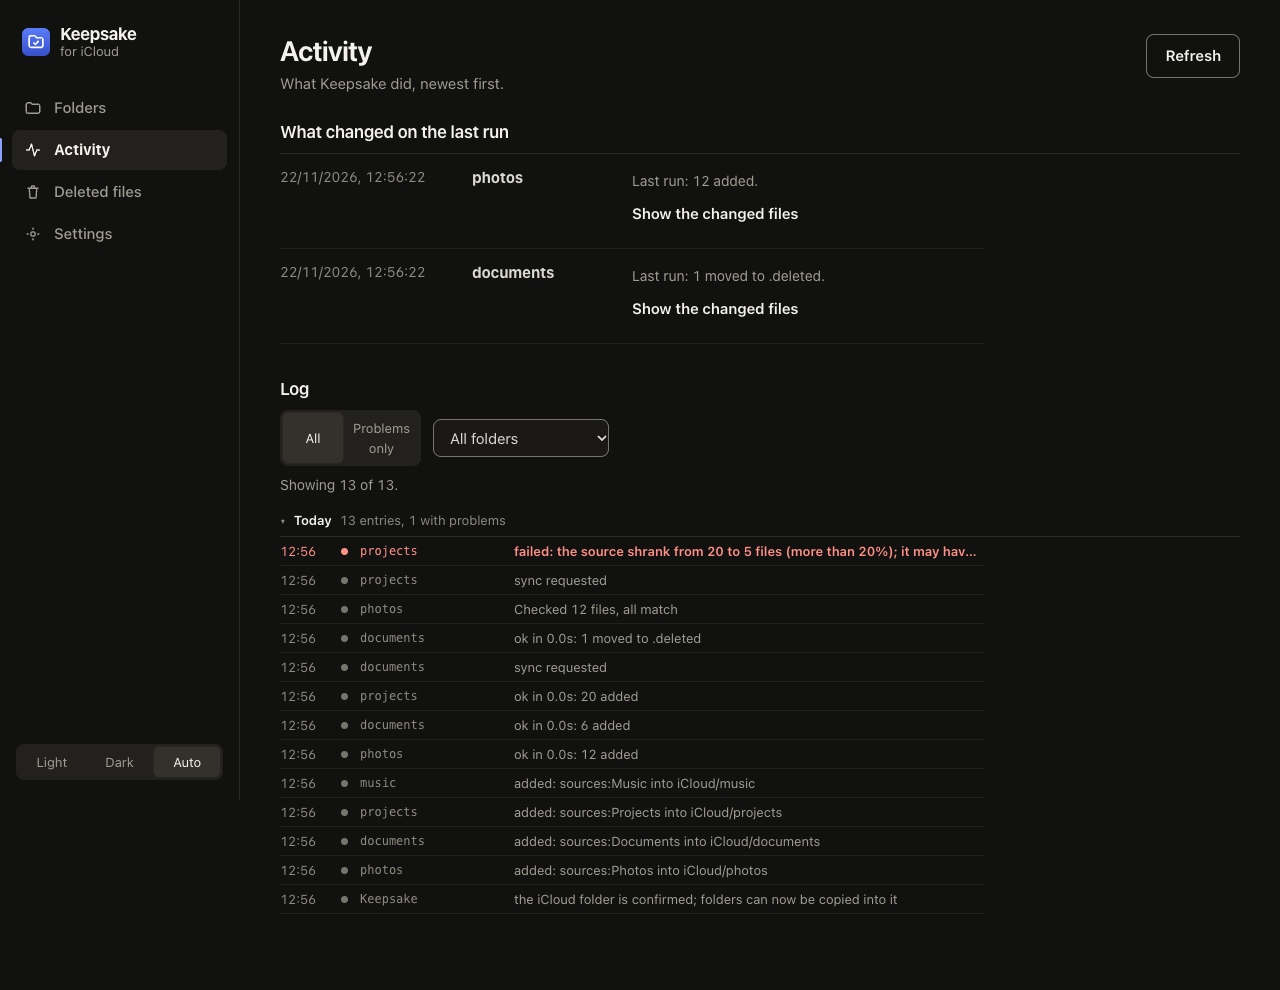 Keepsake
for iCloud
Folders
Activity
Deleted files
Settings
Light Dark Auto
Activity
What Keepsake did, newest first.
Refresh
What changed on the last run
22/11/2026, 12:56:22 photos Last run: 12 added.
Show the changed files
22/11/2026, 12:56:22 documents Last run: 1 moved to .deleted.
Show the changed files
Log
All Problems only All folders
Showing 13 of 13.
Today 13 entries, 1 with problems
12:56 projects failed: the source shrank from 20 to 5 files (more than 20%); it may hav...
12:56 projects sync requested
12:56 photos Checked 12 files, all match
12:56 documents ok in 0.0s: 1 moved to .deleted
12:56 documents sync requested
12:56 projects ok in 0.0s: 20 added
12:56 documents ok in 0.0s: 6 added
12:56 photos ok in 0.0s: 12 added
12:56 music added: sources:Music into iCloud/music
12:56 projects added: sources:Projects into iCloud/projects
12:56 documents added: sources:Documents into iCloud/documents
12:56 photos added: sources:Photos into iCloud/photos
12:56 Keepsake the iCloud folder is confirmed; folders can now be copied into it